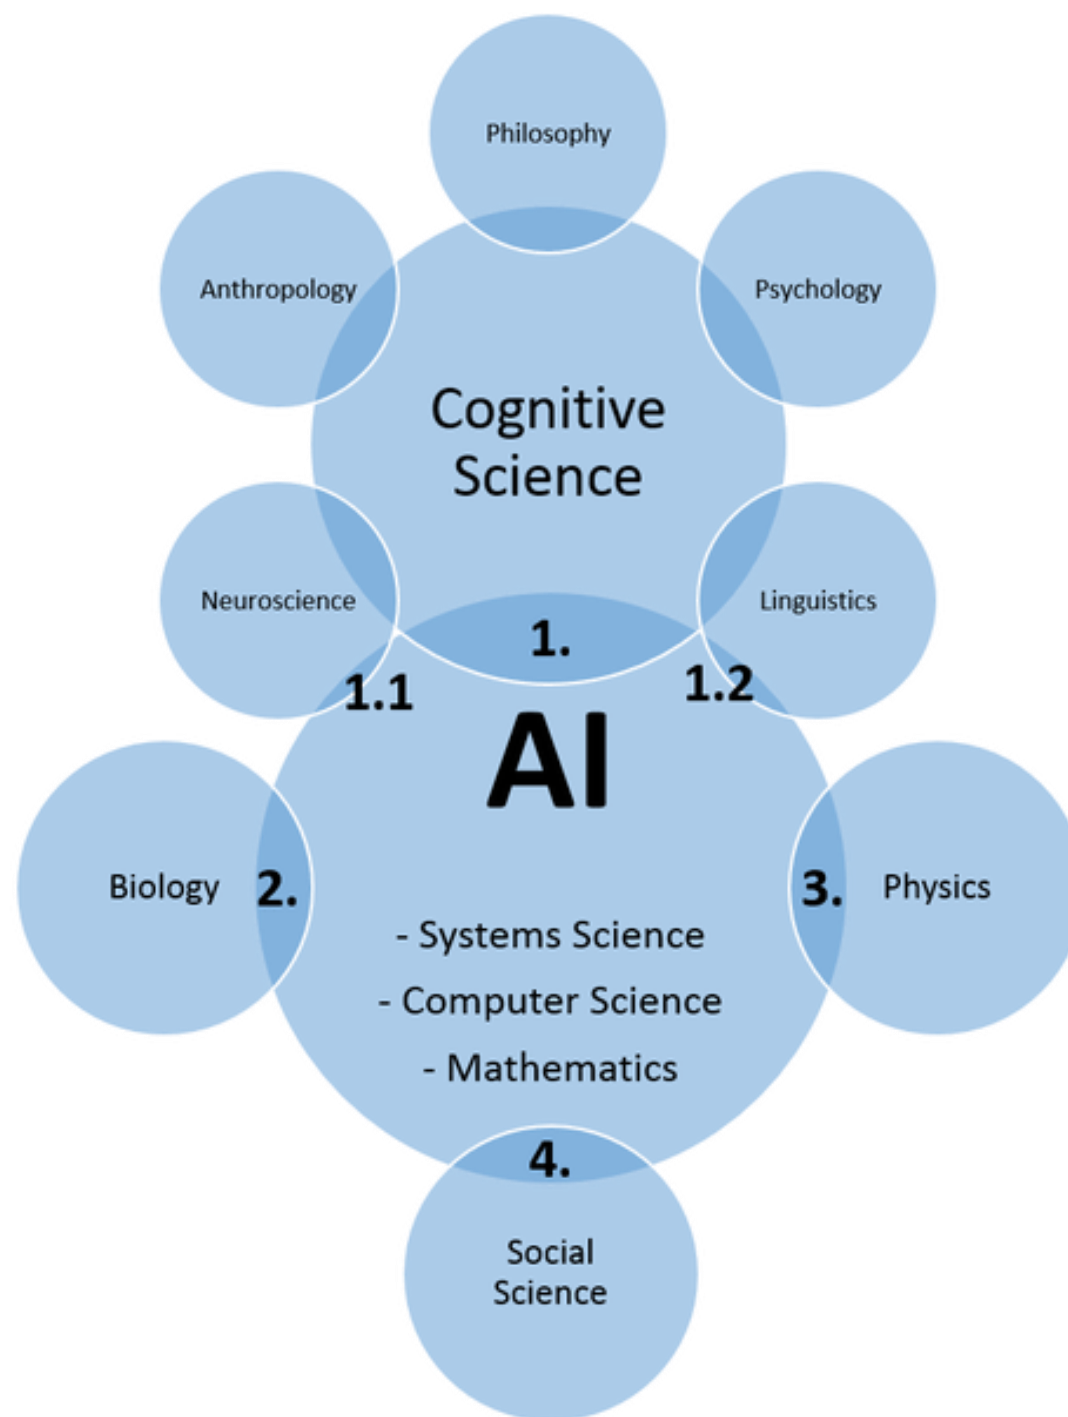 Philosophy
Anthropology
Psychology
Cognitive
Science
Neuroscience
Linguistics
1.
1.1
1.2
AI
Biology
2.
3.
Physics
- Systems Science
- Computer Science
- Mathematics
4.
Social
Science